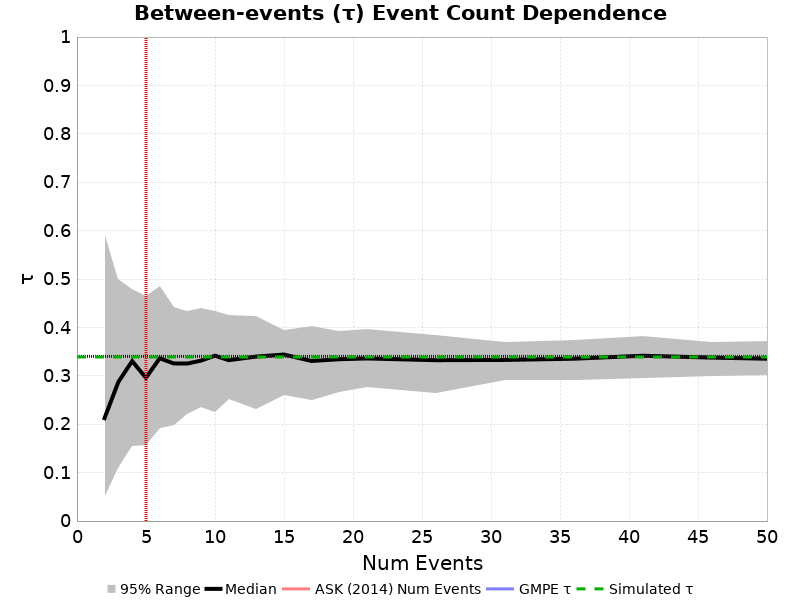 Between-events (τ) Event Count Dependence
1
0.9
0.8
0.7
0.6
0.5
0.4
0.3
0.2
0.1
0
τ
0 5 10 15 20 25 30 35 40 45 50
Num Events
95% Range Median ASK (2014) Num Events GMPE τ Simulated τ